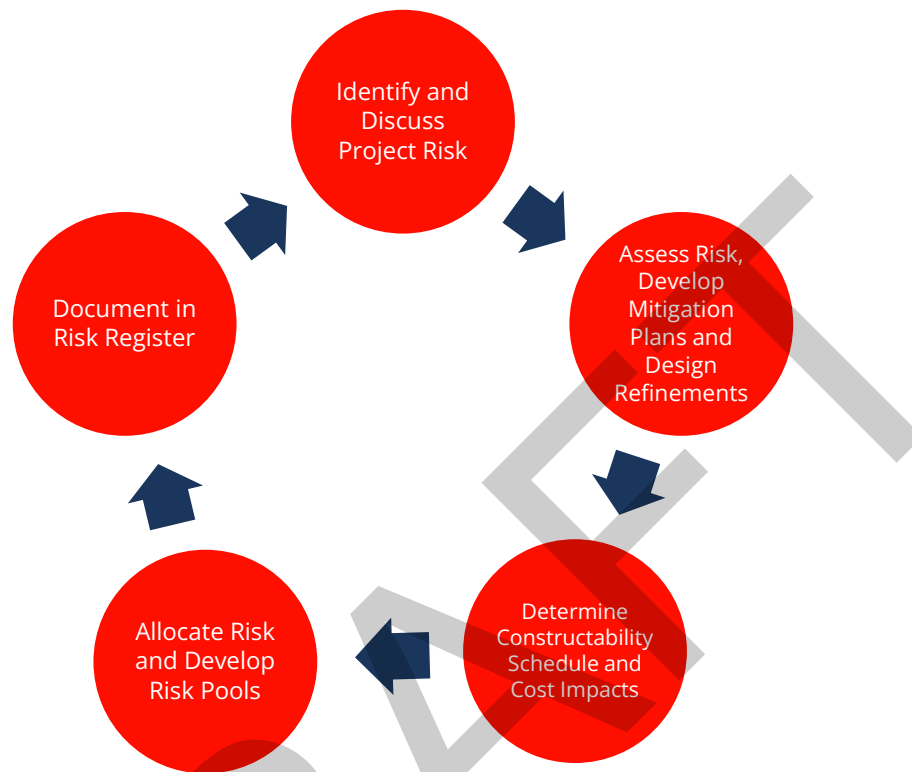 Identify and
Discuss
Project Risk
Assess Risk,
Develop
Mitigation
Plans and
Design
Refinements
Determine
Constructability
Schedule and
Cost Impacts
Allocate Risk
and Develop
Risk Pools
Document in
Risk Register